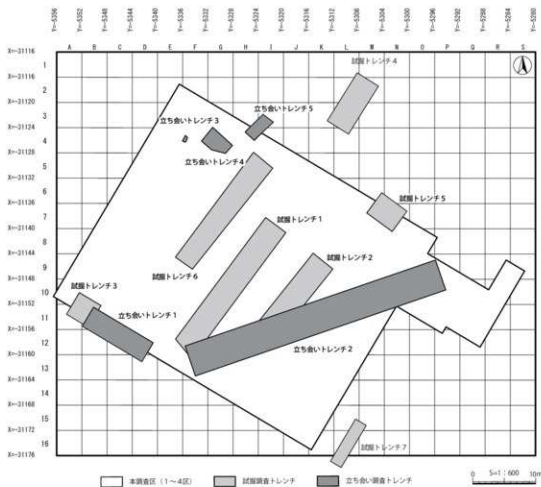 Y=-5356
Y=-5352
Y=-5348
Y=-5344
Y=-5340
Y=-5336
Y=-5332
Y=-5328
Y=-5324
Y=-5320
Y=-5316
Y=-5312
Y=-5308
Y=-5304
Y=-5300
Y=-5296
Y=-5292
Y=-5288
Y=-5284
Y=-5280
A B C D E F G H I J K L W N O P Q R S
X=-31116
1
X=-31116
2
X=-31120
3
X=-31124
4
X=-31128
5
X=-31132
6
X=-31136
7
X=-31140
8
X=-31144
9
X=-31148
10
X=-31152
11
X=-31156
12
X=-31160
13
X=-31164
14
X=-31168
15
X=-31172
16
X=-31176
試掘トレンチ4
立ち会いトレンチ5
立ち会いトレンチ3
立ち会いトレンチ4
試掘トレンチ5
試掘トレンチ1
試掘トレンチ2
試掘トレンチ6
試掘トレンチ3
立ち会いトレンチ1
立ち会いトレンチ2
試掘トレンチ7
本調査区（1～4区）
試掘調査トレンチ
立ち会い調査トレンチ
0 S=1：600 10m